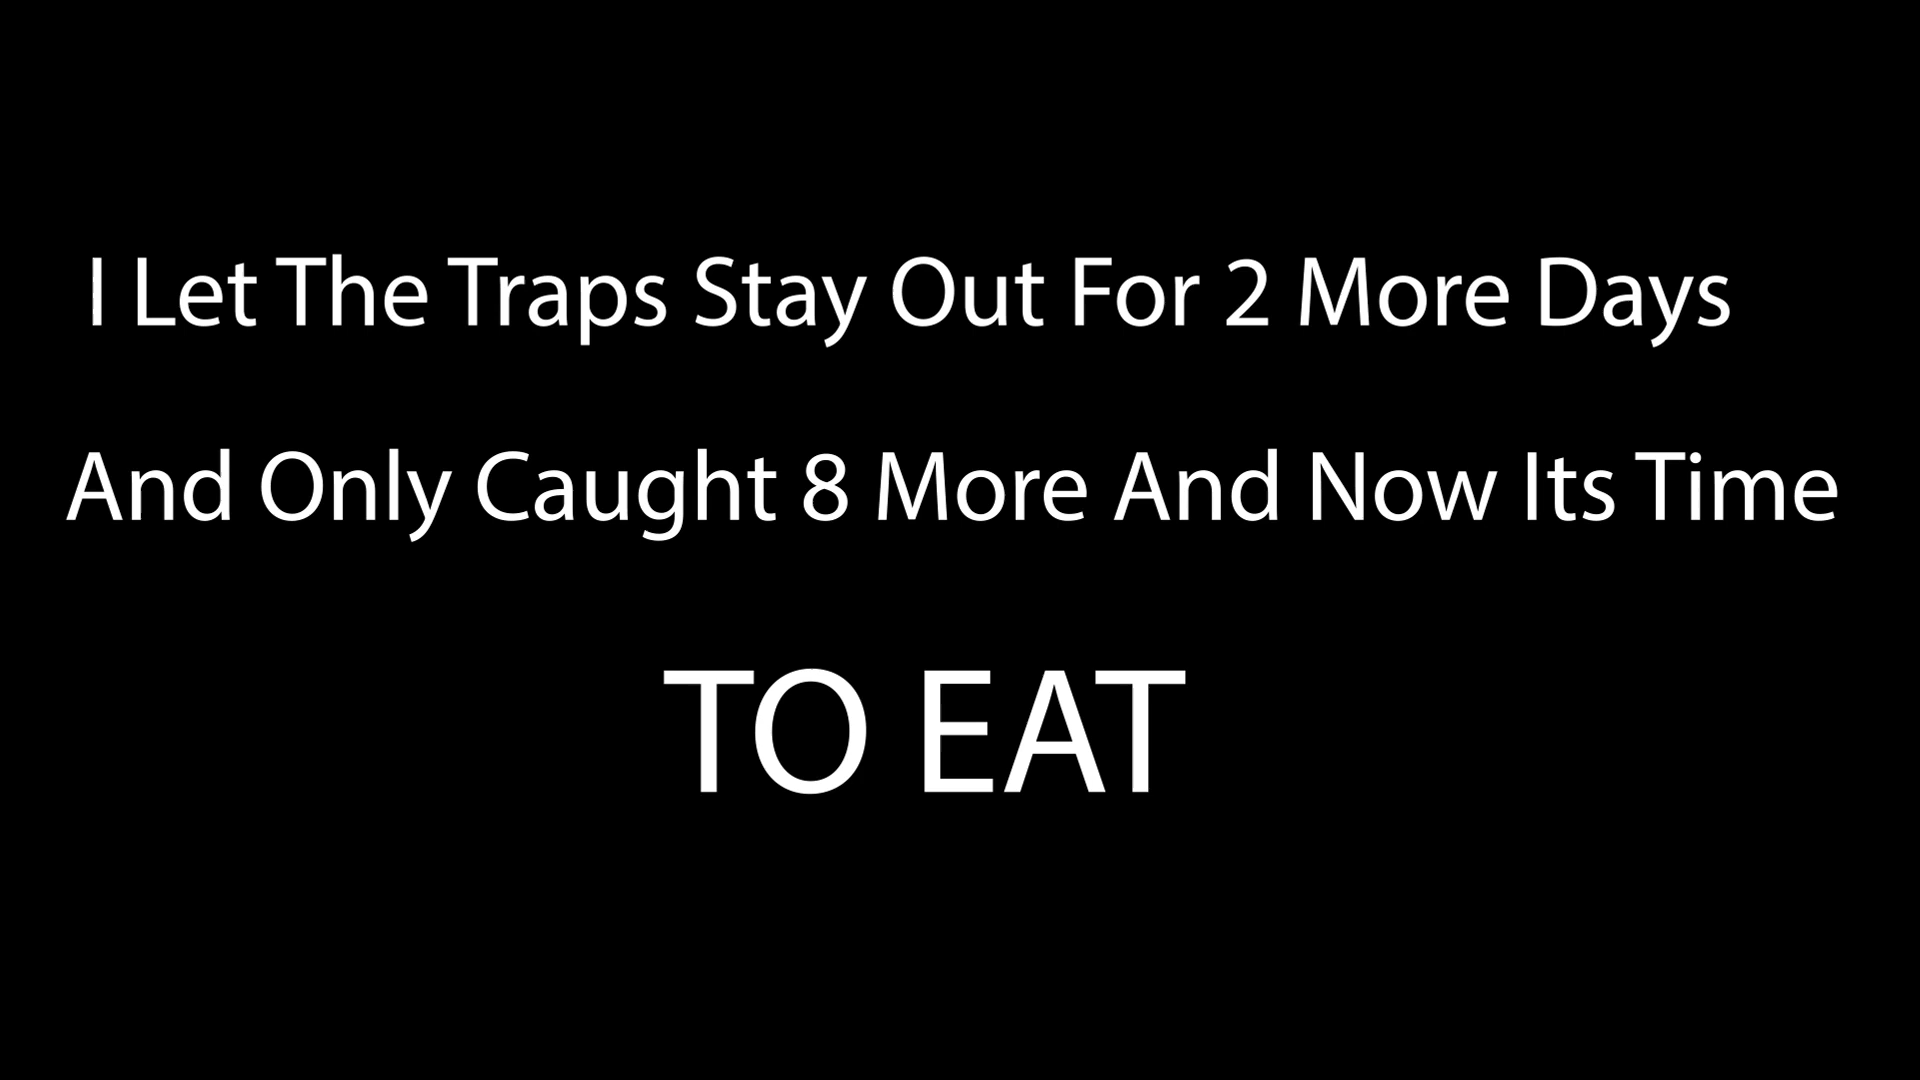 I Let The Traps Stay Out For 2 More Days
And Only Caught 8 More And Now Its Time
TO EAT